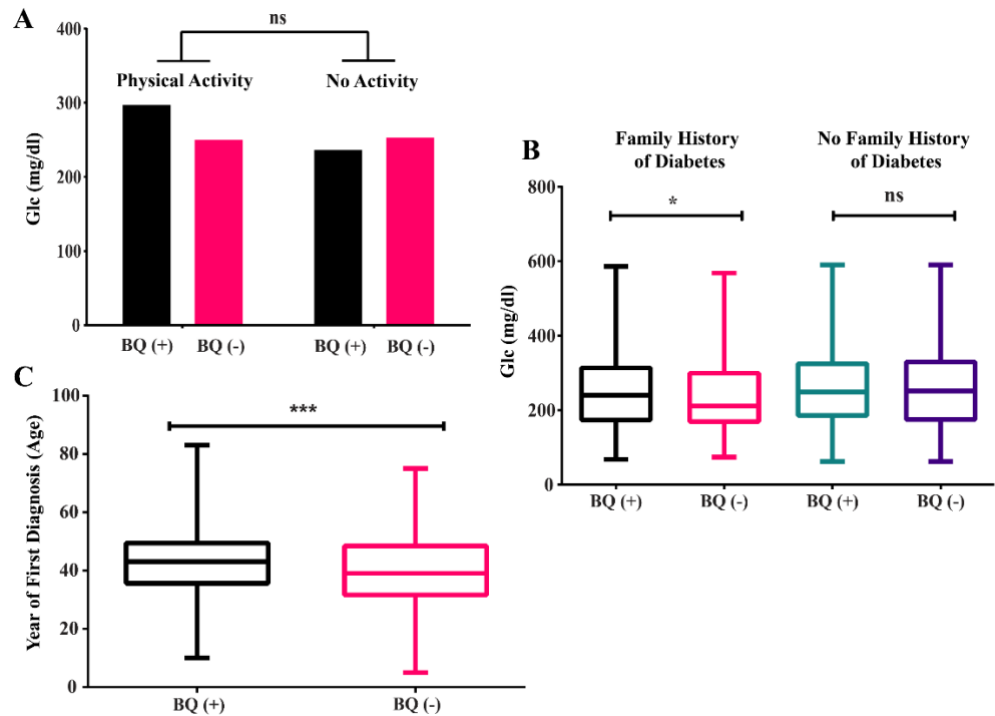 A
ns
Physical Activity
No Activity
Glc (mg/dl)
400
300
200
100
0
BQ (+)
BQ (-)
BQ (+)
BQ (-)
B
Family History
of Diabetes
No Family History
of Diabetes
*
ns
Glc (mg/dl)
800
600
400
200
0
BQ (+)
BQ (-)
BQ (+)
BQ (-)
C
***
Year of First Diagnosis (Age)
100
80
60
40
20
0
BQ (+)
BQ (-)